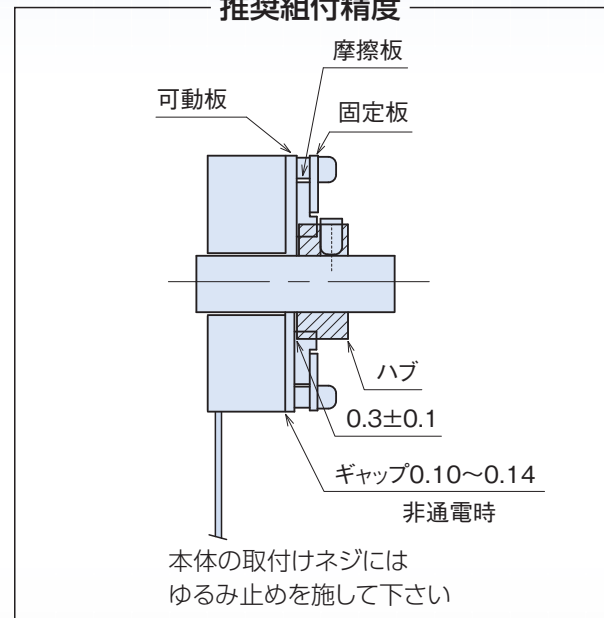 推奨組付精度
摩擦板
可動板
固定板
ハブ
0.3±0.1
ギャップ0.10〜0.14
非通電時
本体の取付けネジには
ゆるみ止めを施して下さい